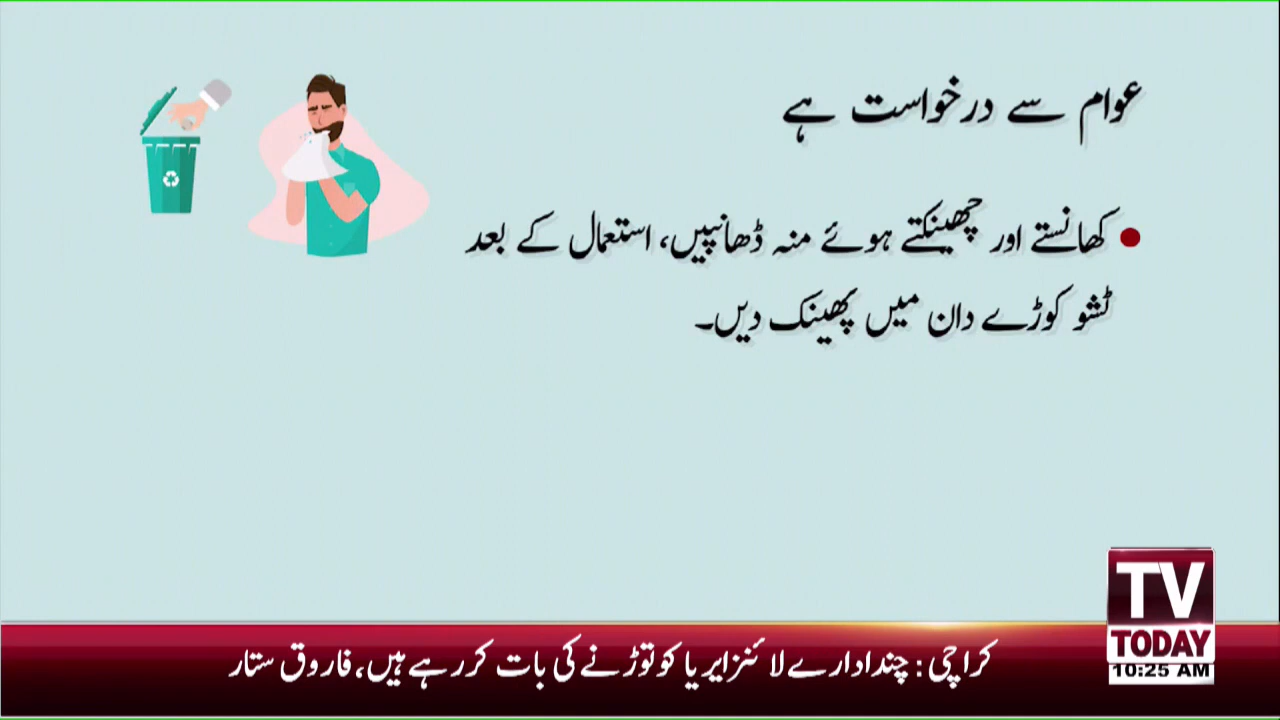 عوام سے درخواست ہے
کھانستے اور چھینکتے ہوئے منہ ڈھانپیں، استعمال کے بعد
ٹشو کوڑے دان میں پھینک دیں۔
TV
TODAY
10:25 AM
کراچی: چند ادارے لائنز ایریا کو توڑنے کی بات کر رہے ہیں، فاروق ستار